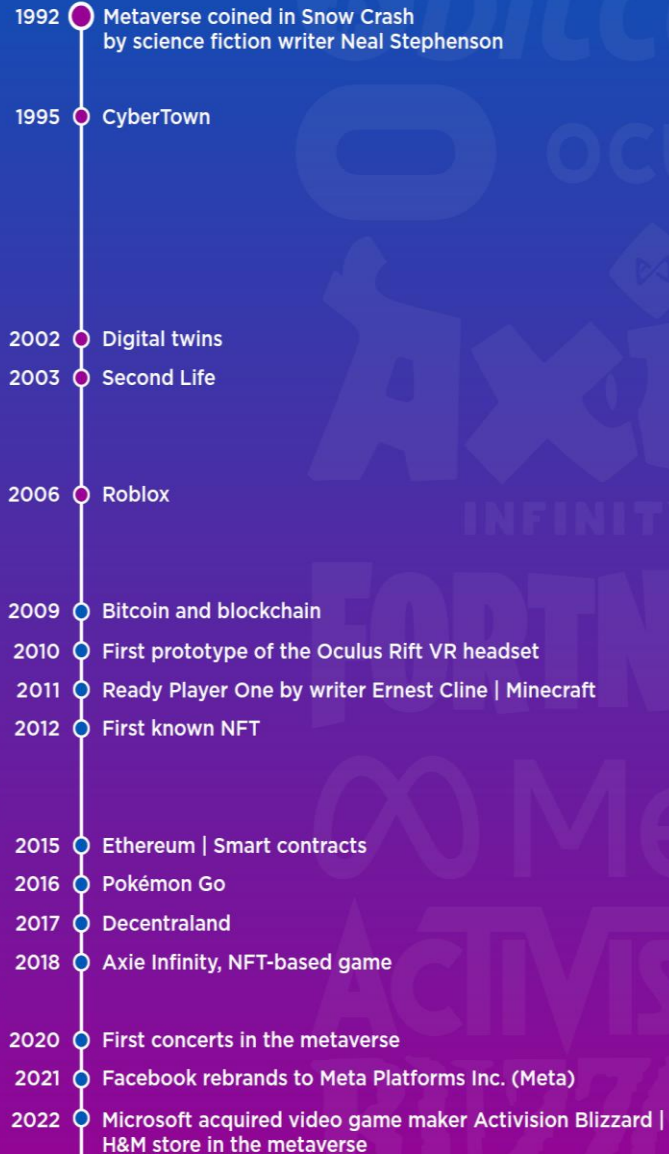 1992 Metaverse coined in Snow Crash
by science fiction writer Neal Stephenson
1995 CyberTown
2002 Digital twins
2003 Second Life
2006 Roblox
2009 Bitcoin and blockchain
2010 First prototype of the Oculus Rift VR headset
2011 Ready Player One by writer Ernest Cline | Minecraft
2012 First known NFT
2015 Ethereum | Smart contracts
2016 Pokémon Go
2017 Decentraland
2018 Axie Infinity, NFT-based game
2020 First concerts in the metaverse
2021 Facebook rebrands to Meta Platforms Inc. (Meta)
2022 Microsoft acquired video game maker Activision Blizzard |
H&M store in the metaverse